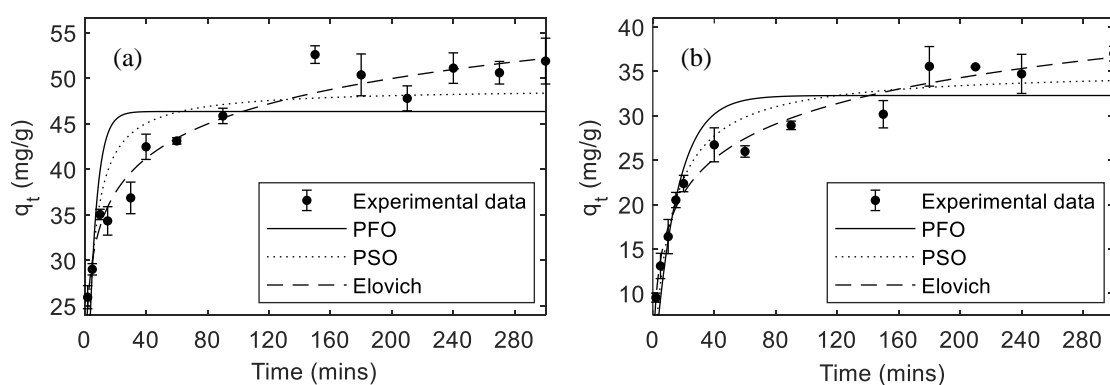 (a)
55
50
45
40
35
30
25
q_t (mg/g)
0 40 80 120 160 200 240 280
Time (mins)
Experimental data
PFO
PSO
Elovich
(b)
40
35
30
25
20
15
10
q_t (mg/g)
0 40 80 120 160 200 240 280
Time (mins)
Experimental data
PFO
PSO
Elovich